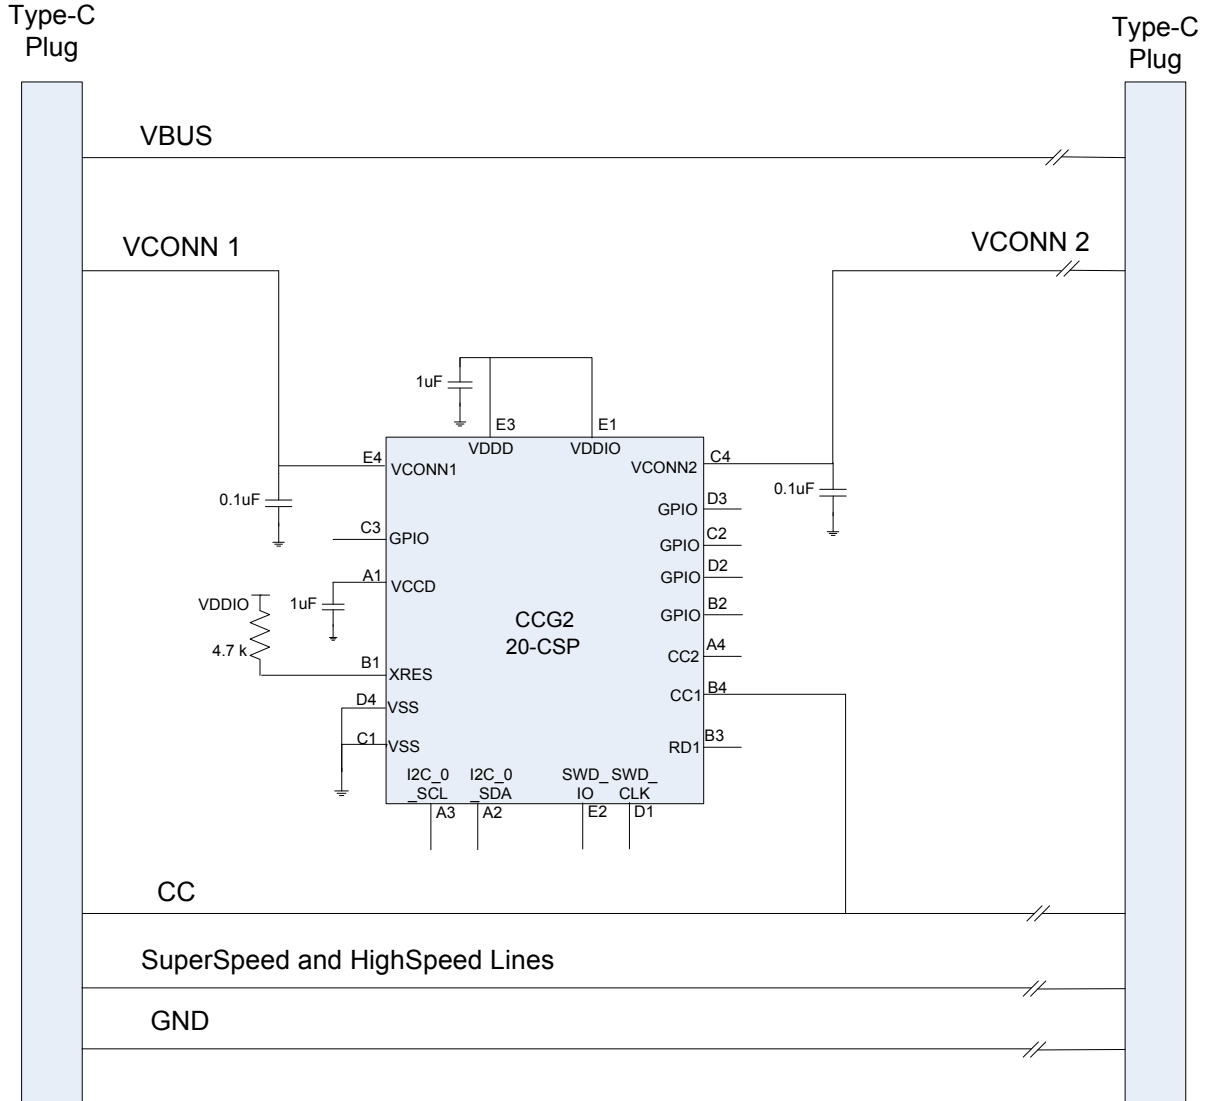 Type-C
Plug
Type-C
Plug
VBUS
VCONN 1
VCONN 2
1uF
E3
E1
VDDD
VDDIO
E4
VCONN1
VCONN2
C4
0.1uF
0.1uF
GPIO
D3
C3
GPIO
GPIO
C2
A1
VCCD
GPIO
D2
VDDIO
1uF
GPIO
B2
4.7 k
CCG2
20-CSP
CC2
A4
B1
XRES
CC1
B4
D4
VSS
C1
VSS
RD1
B3
I2C_0
_SCL
I2C_0
_SDA
SWD_
IO
SWD_
CLK
A3
A2
E2
D1
CC
SuperSpeed and HighSpeed Lines
GND